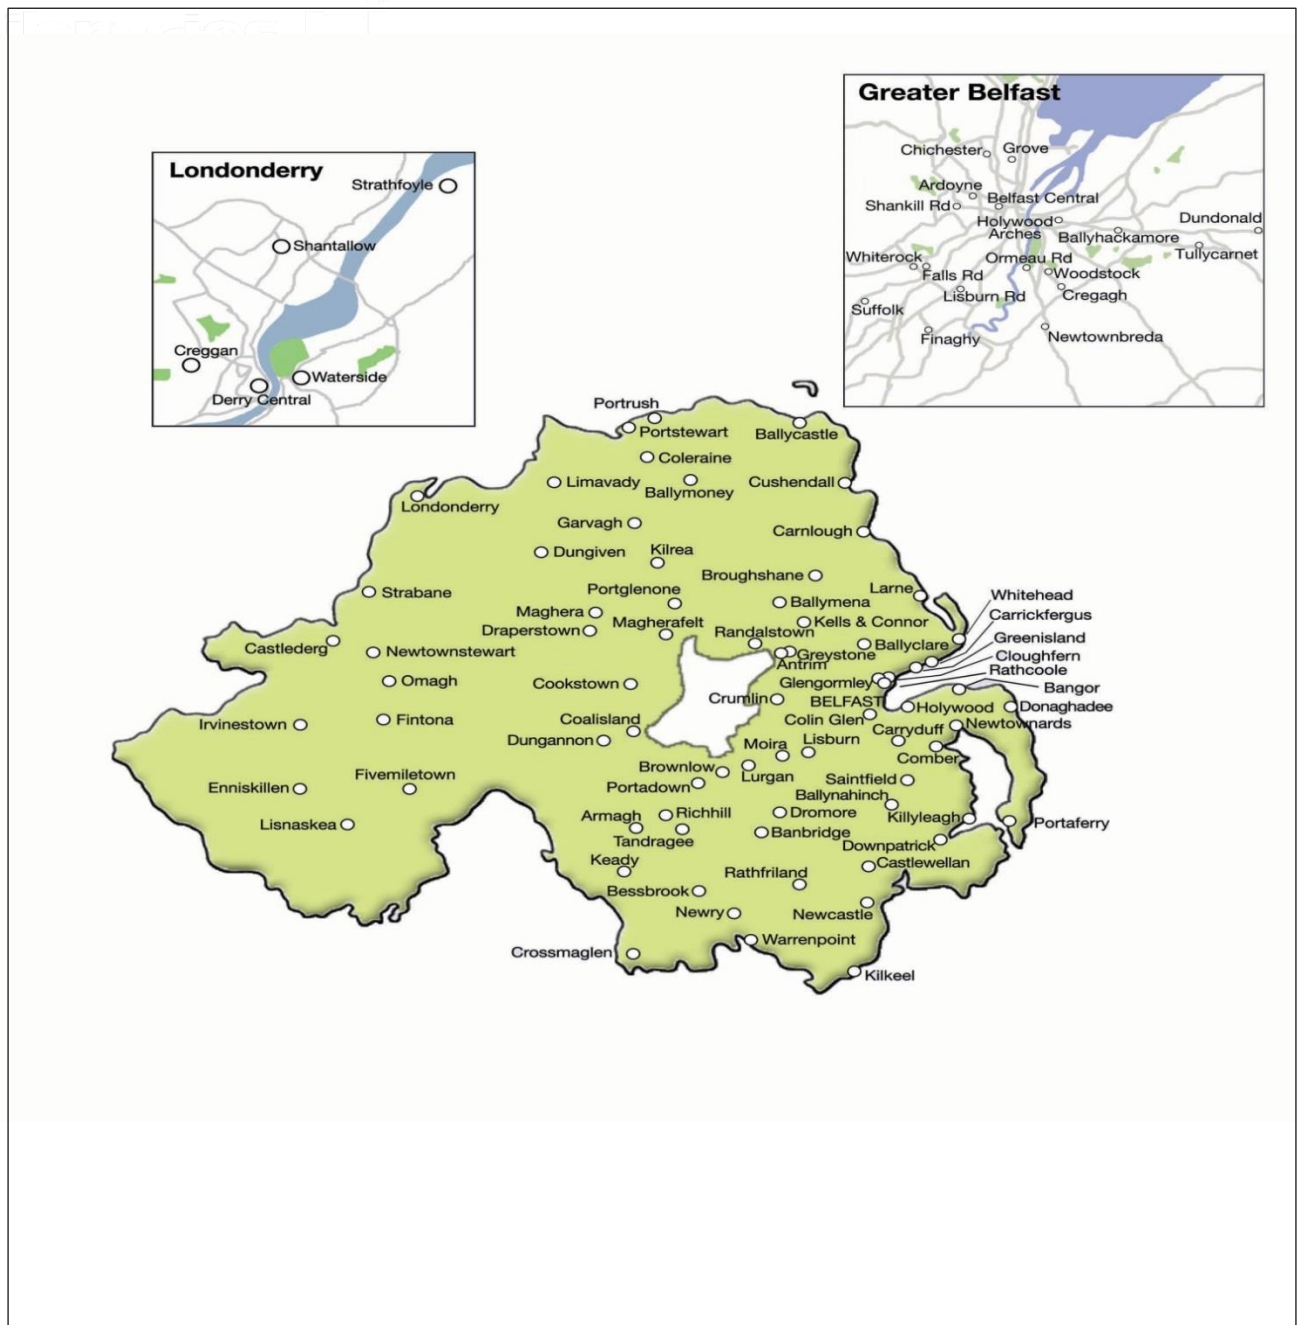 Greater Belfast
Chichester
Grove
Ardoyne
Belfast Central
Shankill Rd
Holywood
Arches
Dundonald
Ballyhackamore
Tullycarnet
Whiterock
Ormeau Rd
Falls Rd
Woodstock
Lisburn Rd
Cregagh
Suffolk
Finaghy
Newtownbreda
Londonderry
Strathfoyle
Shantallow
Creggan
Waterside
Derry Central
Portrush
Portstewart
Ballycastle
Coleraine
Limavady
Ballymoney
Cushendall
Londonderry
Garvagh
Carnlough
Dungiven
Kilrea
Broughshane
Strabane
Portglenone
Larne
Whitehead
Ballymena
Maghera
Carrickfergus
Magherafelt
Kells & Connor
Draperstown
Randalstown
Greenisland
Castlederg
Ballyclare
Newtownstewart
Greystone
Cloughfern
Antrim
Rathcoole
Omagh
Cookstown
Glengormley
Bangor
Crumlin
BELFAST
Holywood
Donaghadee
Irvinestown
Fintona
Coalisland
Colin Glen
Newtownards
Carryduff
Dungannon
Moira
Lisburn
Comber
Brownlow
Fivemiletown
Lurgan
Saintfield
Enniskillen
Portadown
Ballynahinch
Armagh
Richhill
Dromore
Killyleagh
Lisnaskea
Portaferry
Banbridge
Tandragee
Downpatrick
Keady
Castlewellan
Rathfriland
Bessbrook
Newry
Newcastle
Warrenpoint
Crossmaglen
Kilkeel